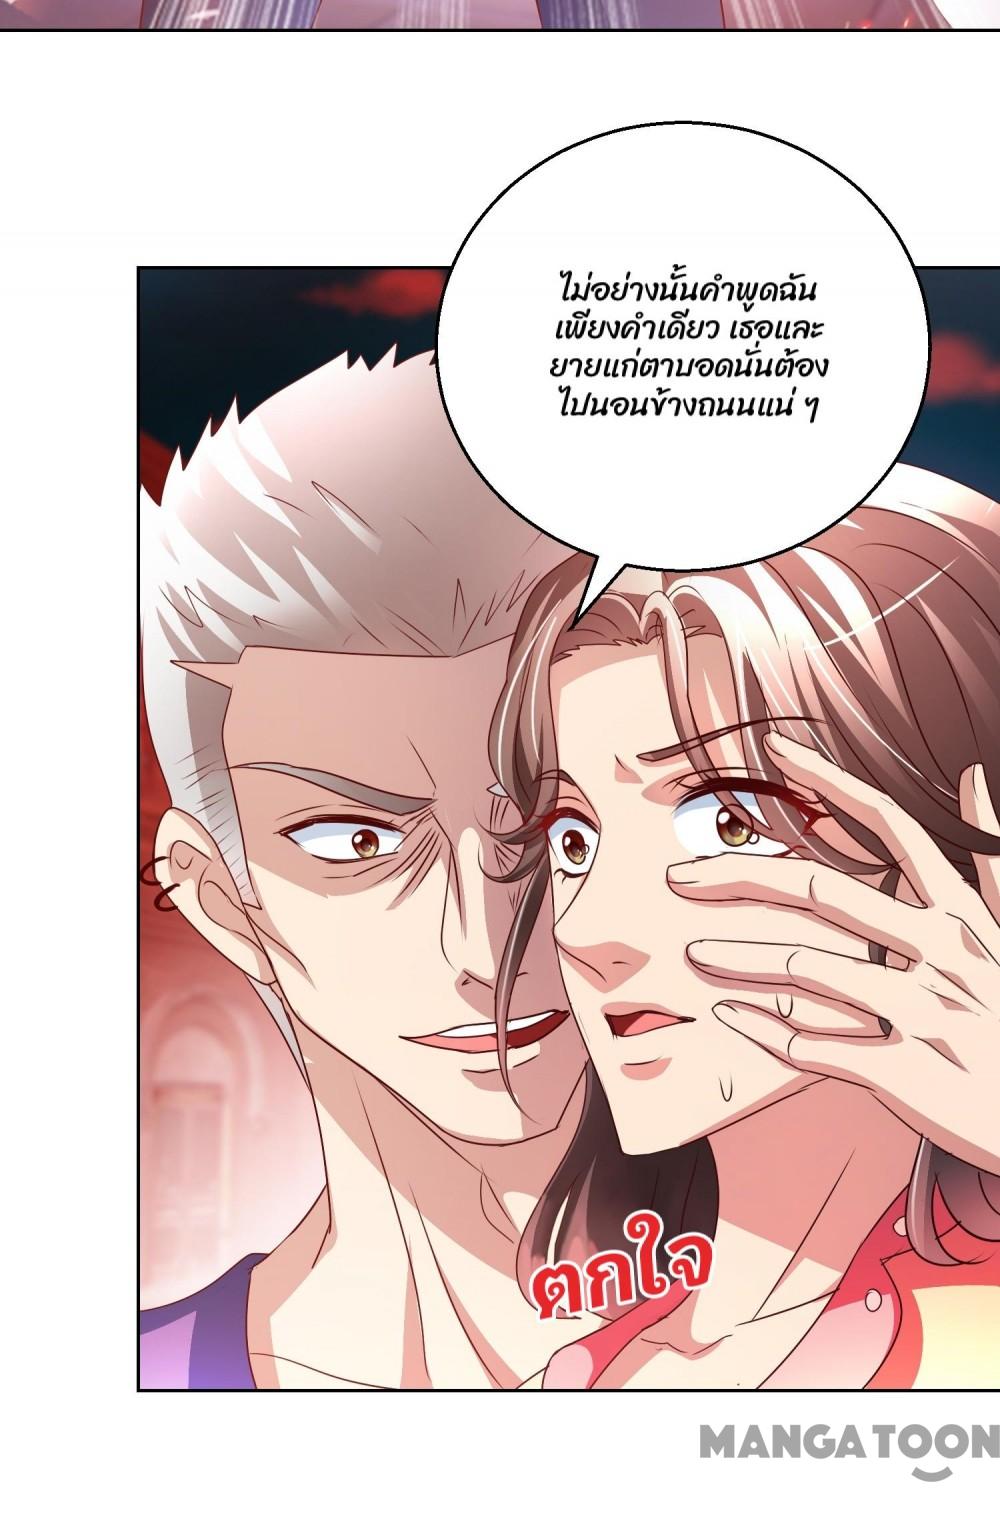 ไม่อย่างนั้นคำพูดฉัน
เพียงคำเดียว เธอและ
ยายแก่ตาบอดนั่นต้อง
ไปนอนข้างถนนแน่ ๆ
ตกใจ
MANGATOON